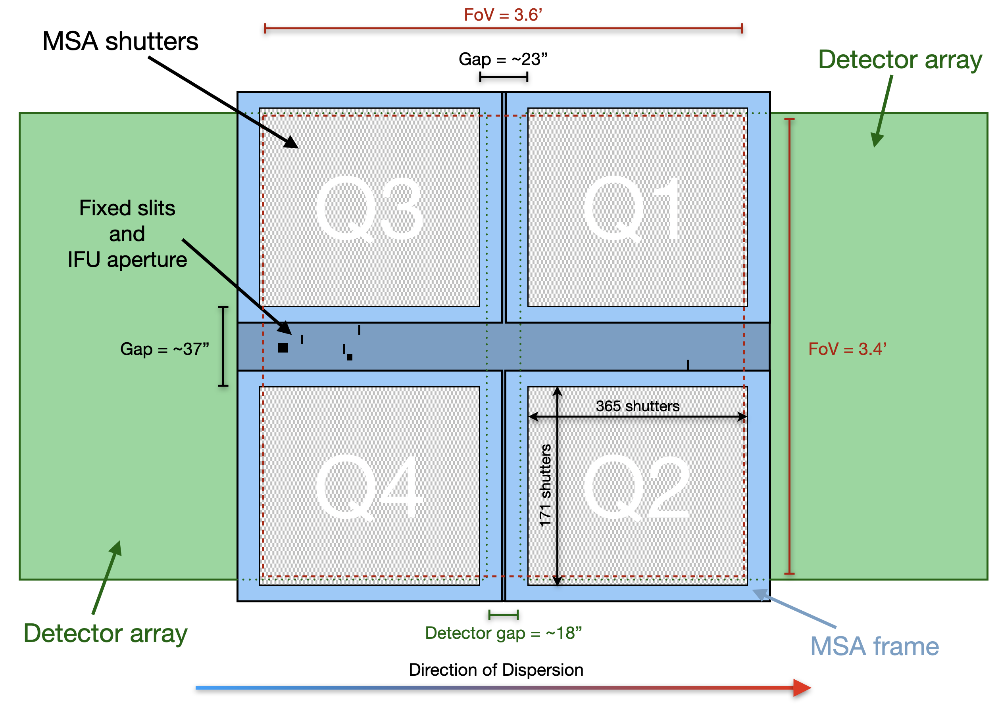 FoV = 3.6’
MSA shutters
Gap = ~23”
Detector array
Q3
Q1
Fixed slits
and
IFU aperture
Gap = ~37”
FoV = 3.4’
365 shutters
171 shutters
Q4
Q2
Detector array
Detector gap = ~18”
MSA frame
Direction of Dispersion